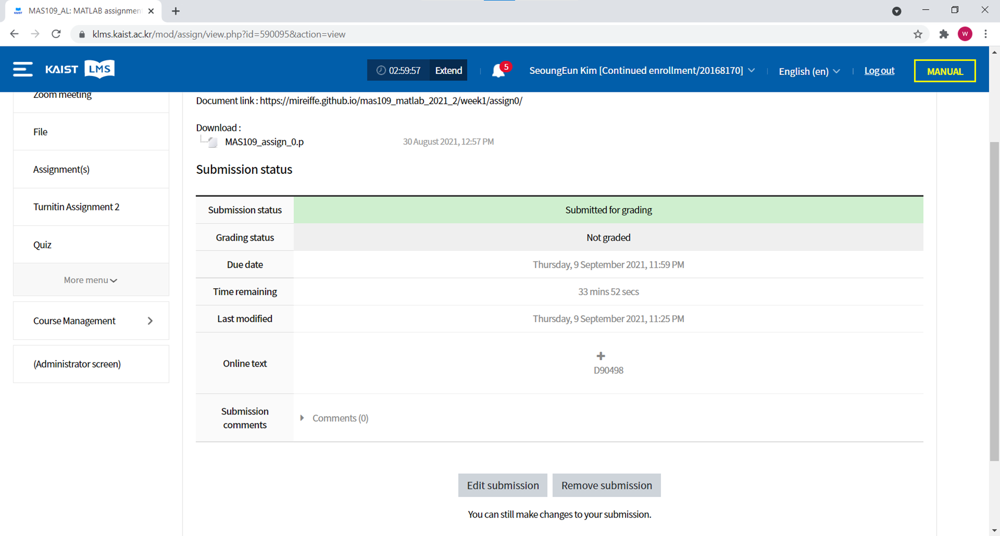 MAS109_AL: MATLAB assignmen
klms.kaist.ac.kr/mod/assign/view.php?id=590095&action=view
W
KAIST LMS
02:59:57 Extend
5
SeoungEun Kim [Continued enrollment/20168170]
English (en)
Log out
MANUAL
Zoom meeting
File
Assignment(s)
Turnitin Assignment 2
Quiz
More menu
Course Management
(Administrator screen)
Document link : https://mireiffe.github.io/mas109_matlab_2021_2/week1/assign0/
Download :
MAS109_assign_0.p 30 August 2021, 12:57 PM
Submission status
Submission status Submitted for grading
Grading status Not graded
Due date Thursday, 9 September 2021, 11:59 PM
Time remaining 33 mins 52 secs
Last modified Thursday, 9 September 2021, 11:25 PM
Online text D90498
Submission
comments
Comments (0)
Edit submission Remove submission
You can still make changes to your submission.